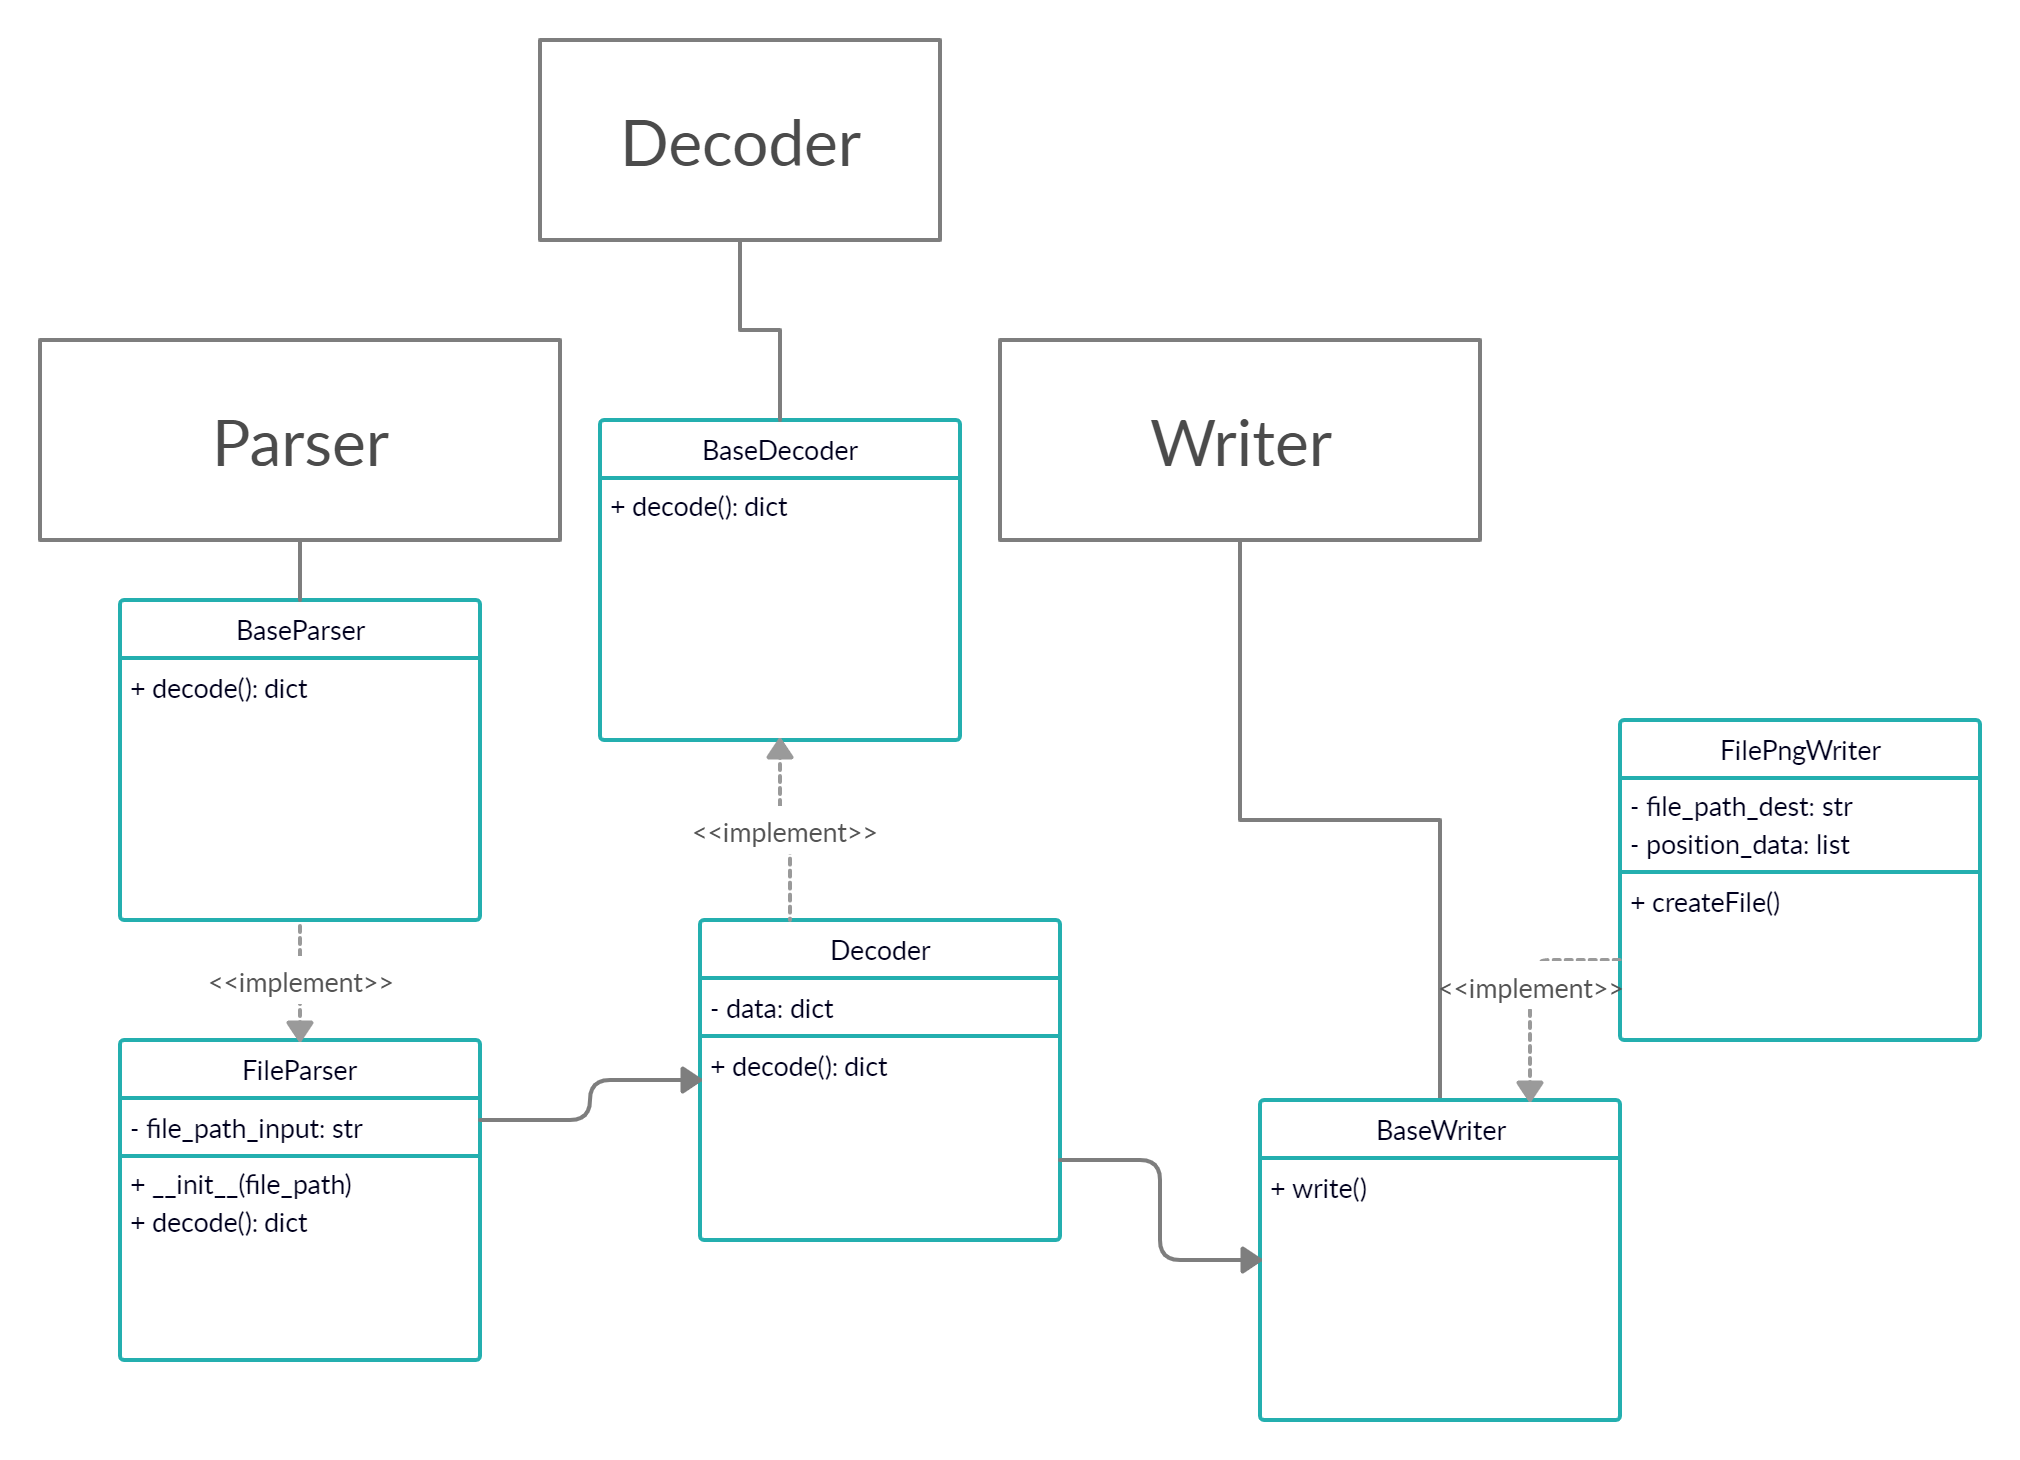 Decoder
Parser
Writer
BaseDecoder
+ decode(): dict
BaseParser
+ decode(): dict
<<implement>>
<<implement>>
FileParser
- file_path_input: str
+ __init__(file_path)
+ decode(): dict
Decoder
- data: dict
+ decode(): dict
FilePngWriter
- file_path_dest: str
- position_data: list
+ createFile()
<<implement>>
BaseWriter
+ write()